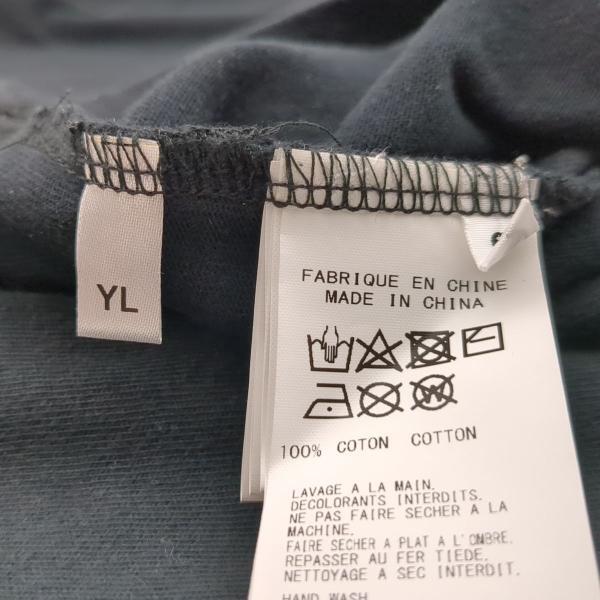 YL
FABRIQUE EN CHINE
MADE IN CHINA
W
100% COTON COTTON
LAVAGE A LA MAIN.
DECOLORANTS INTERDITS.
NE PAS FAIRE SECHER A LA
MACHINE.
FAIRE SECHER A PLAT A L'OMBRE.
REPASSER AU FER TIEDE.
NETTOYAGE A SEC INTERDIT.
HAND WASH